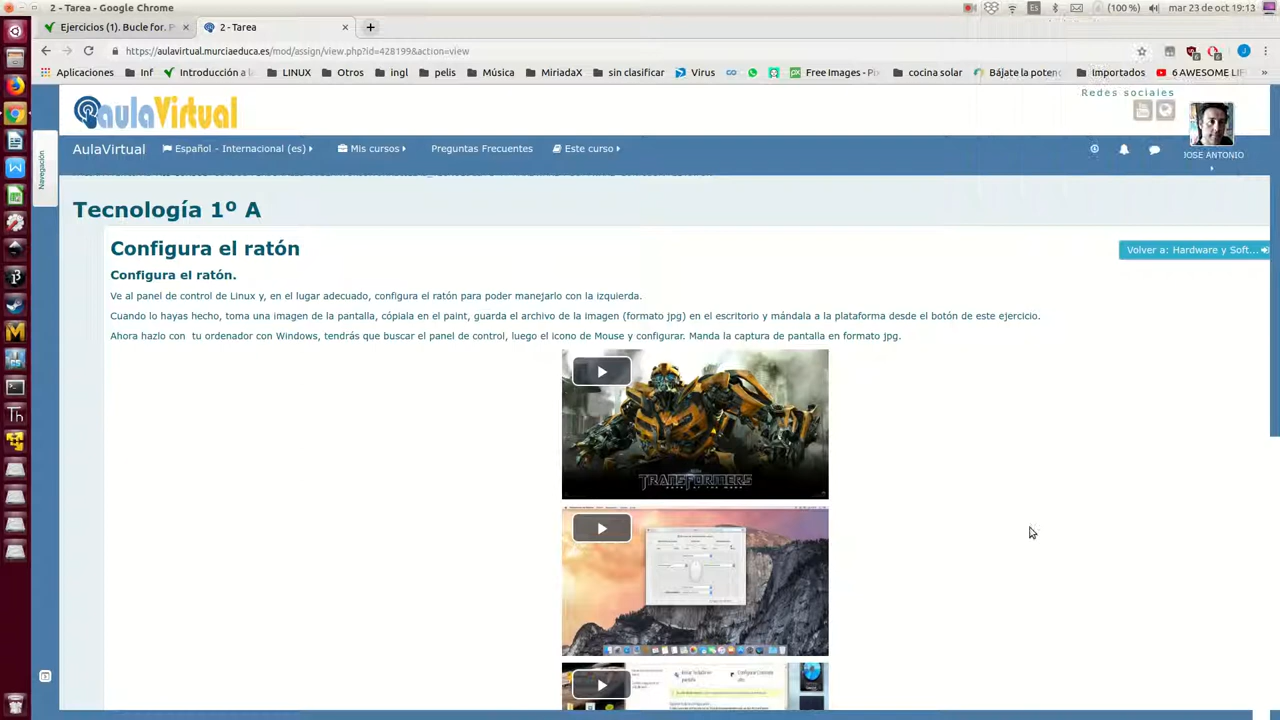 2 - Tarea - Google Chrome
Es
(100 %)
mar 23 de oct 19:13
Ejercicios (1). Bucle for. P
2 - Tarea
https://aulavirtual.murciaeduca.es/mod/assign/view.php?id=428199&action=view
J
Aplicaciones
Inf
Introducción a l
LINUX
Otros
ingl
pelis
Música
MiriadaX
sin clasificar
Virus
Free Images - Pi
cocina solar
Bájate la potenc
Importados
6 AWESOME LIF
»
Redes sociales
aulaVirtual
AulaVirtual
Español - Internacional (es)
Mis cursos
Preguntas Frecuentes
Este curso
JOSE ANTONIO
Navegación
Tecnología 1º A
Configura el ratón
Volver a: Hardware y Soft...
Configura el ratón.
Ve al panel de control de Linux y, en el lugar adecuado, configura el ratón para poder manejarlo con la izquierda.
Cuando lo hayas hecho, toma una imagen de la pantalla, cópiala en el paint, guarda el archivo de la imagen (formato jpg) en el escritorio y mándala a la plataforma desde el botón de este ejercicio.
Ahora hazlo con tu ordenador con Windows, tendrás que buscar el panel de control, luego el icono de Mouse y configurar. Manda la captura de pantalla en formato jpg.
TRANSFORMERS